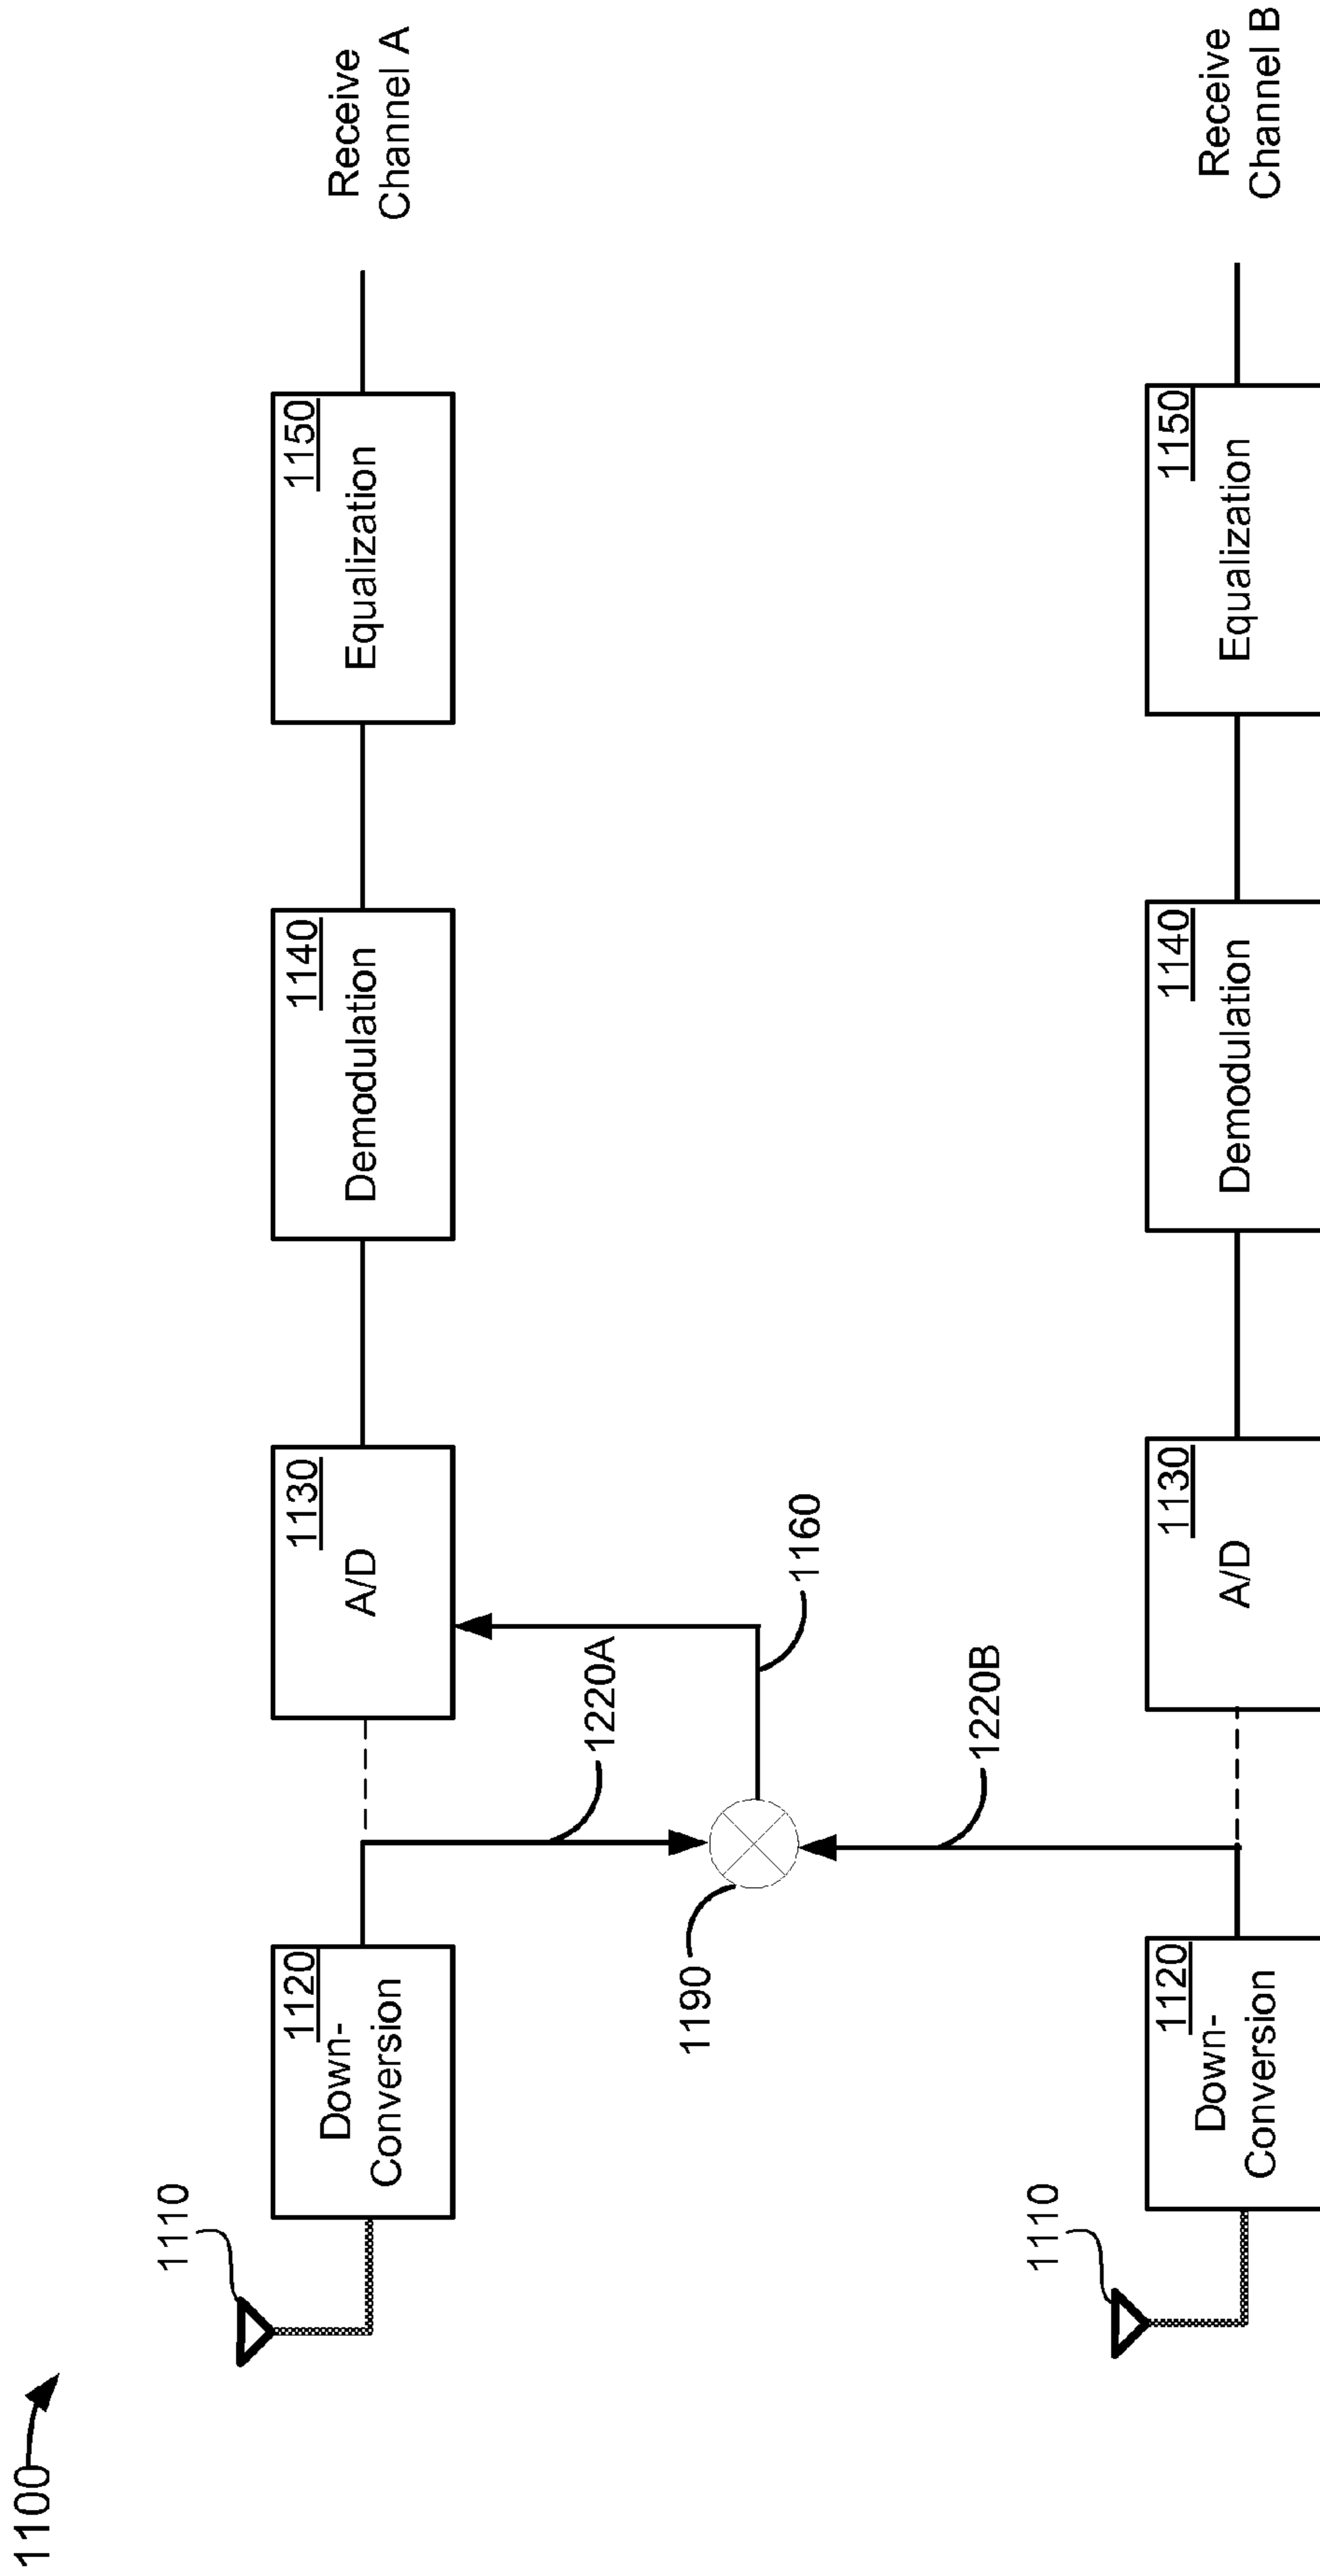 1100
1110
1120
Down-
Conversion
1130
A/D
1140
Demodulation
1150
Equalization
Receive
Channel A
1220A
1190
1160
1220B
1110
1120
Down-
Conversion
1130
A/D
1140
Demodulation
1150
Equalization
Receive
Channel B